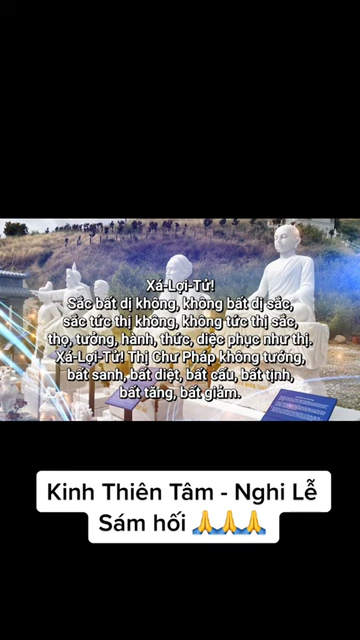 Xá-Lợi-Tử!
Sắc bất dị không, không bất dị sắc,
sắc tức thị không, không tức thị sắc,
thọ, tưởng, hành, thức, diệc phục như thị.
Xá-Lợi-Tử! Thị Chư Pháp không tướng,
bất sanh, bất diệt, bất cấu, bất tịnh,
bất tăng, bất giảm.
Kinh Thiên Tâm - Nghi Lễ
Sám hối 🙏🙏🙏